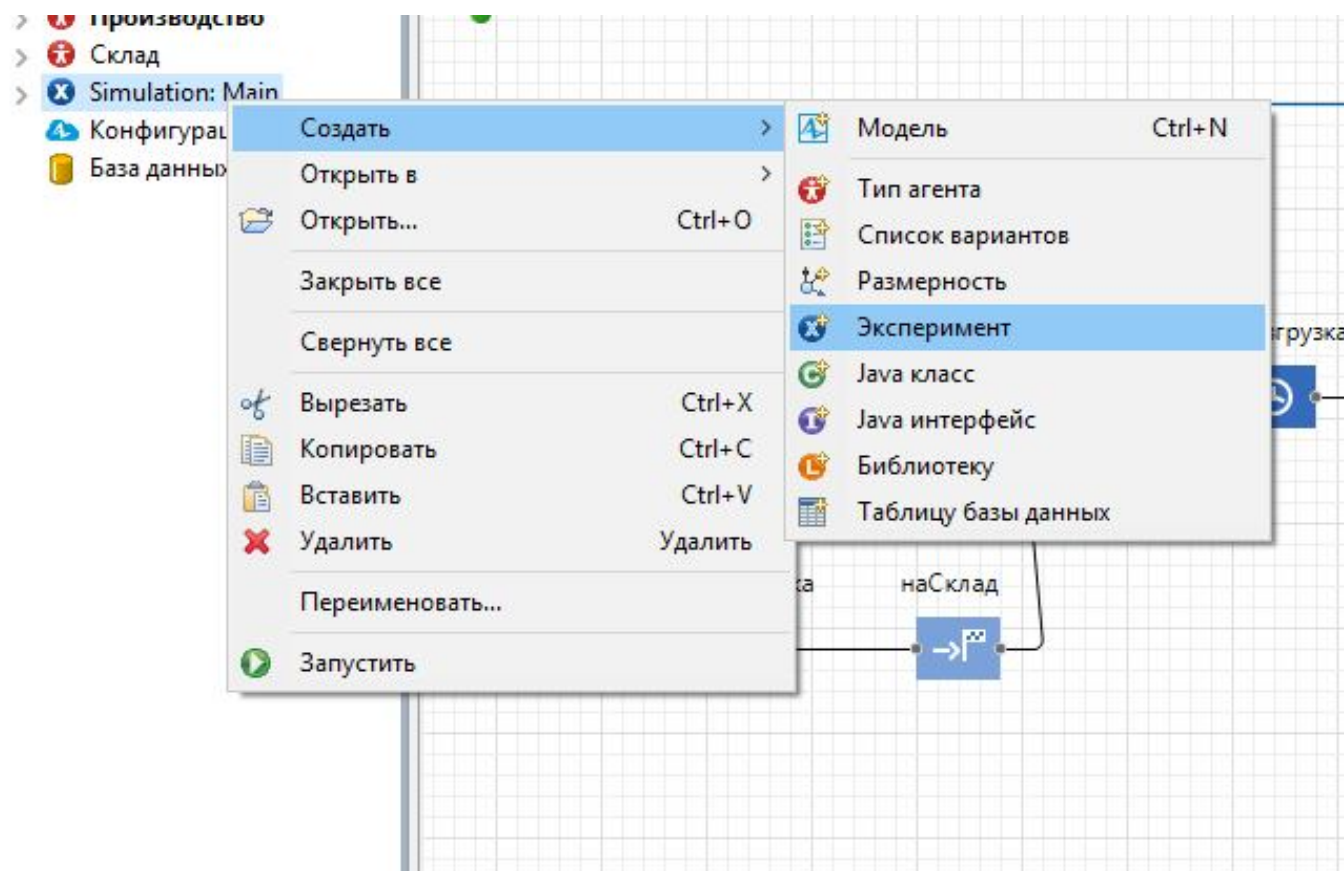 Производство
Склад
Simulation: Main
Конфигурац
База данных
Создать
Открыть в
Открыть... Ctrl+O
Закрыть все
Свернуть все
Вырезать Ctrl+X
Копировать Ctrl+C
Вставить Ctrl+V
Удалить Удалить
Переименовать...
Запустить
Модель Ctrl+N
Тип агента
Список вариантов
Размерность
Эксперимент
Java класс
Java интерфейс
Библиотеку
Таблицу базы данных
грузка
ка
наСклад